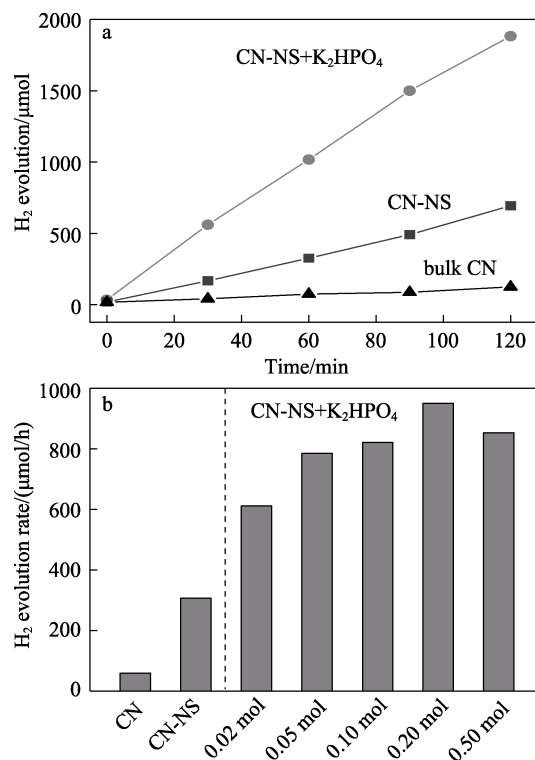 2000
a
CN-NS+K₂HPO₄
1500
H₂ evolution/μmol
1000
CN-NS
500
bulk CN
0
0 20 40 60 80 100 120
Time/min
1000
b
CN-NS+K₂HPO₄
800
H₂ evolution rate/(μmol/h)
600
400
200
0
CN CN-NS 0.02 mol 0.05 mol 0.10 mol 0.20 mol 0.50 mol